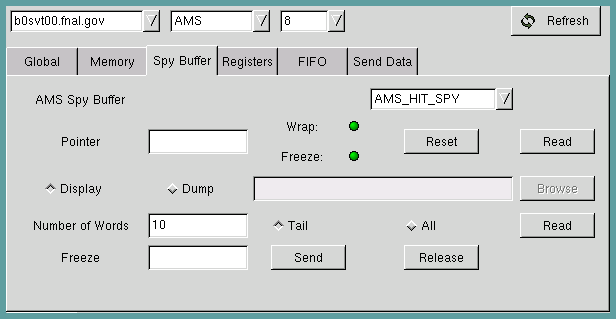 b0svt00.fnal.gov AMS 8 Refresh
Global Memory Spy Buffer Registers FIFO Send Data
AMS Spy Buffer AMS_HIT_SPY
Wrap:
Pointer Reset Read
Freeze:
Display Dump Browse
Number of Words 10 Tail All Read
Freeze Send Release